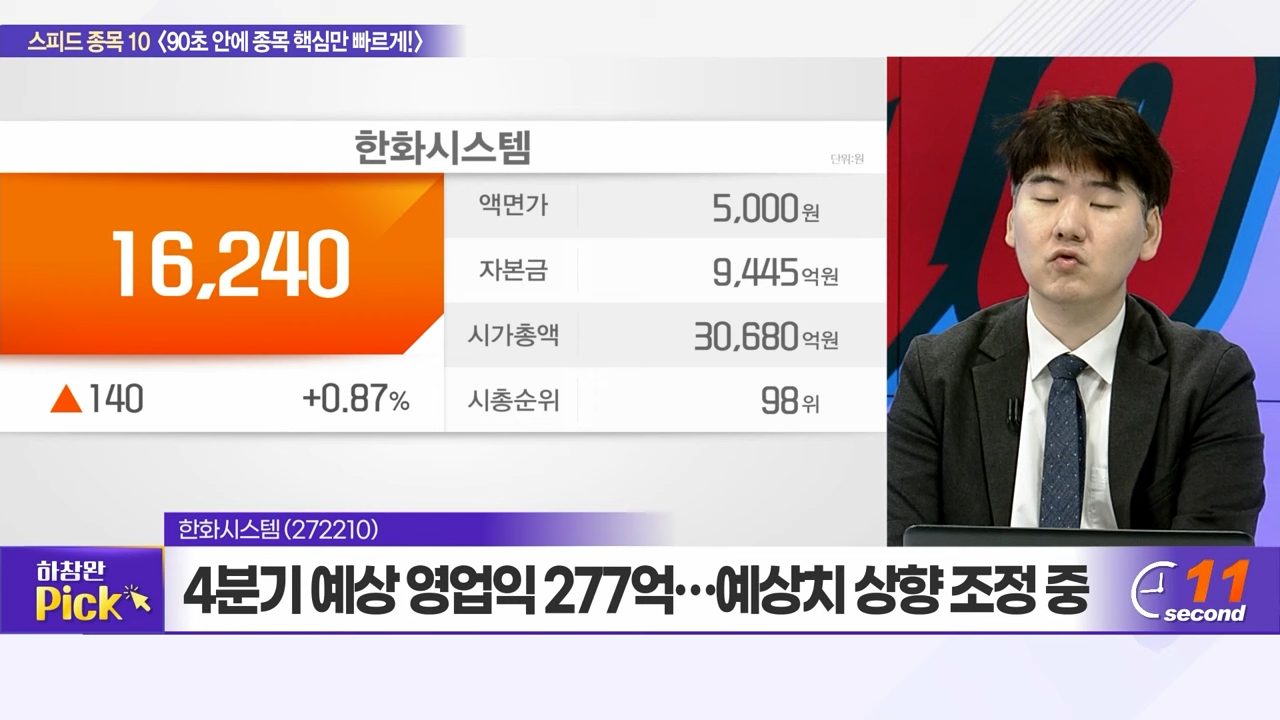 스피드 종목 10 〈90초 안에 종목 핵심만 빠르게!〉
한화시스템
단위:원
16,240
▲140 +0.87%
액면가 5,000원
자본금 9,445억원
시가총액 30,680억원
시총순위 98위
한화시스템(272210)
하창완
Pick
4분기 예상 영업익 277억…예상치 상향 조정 중
11
second